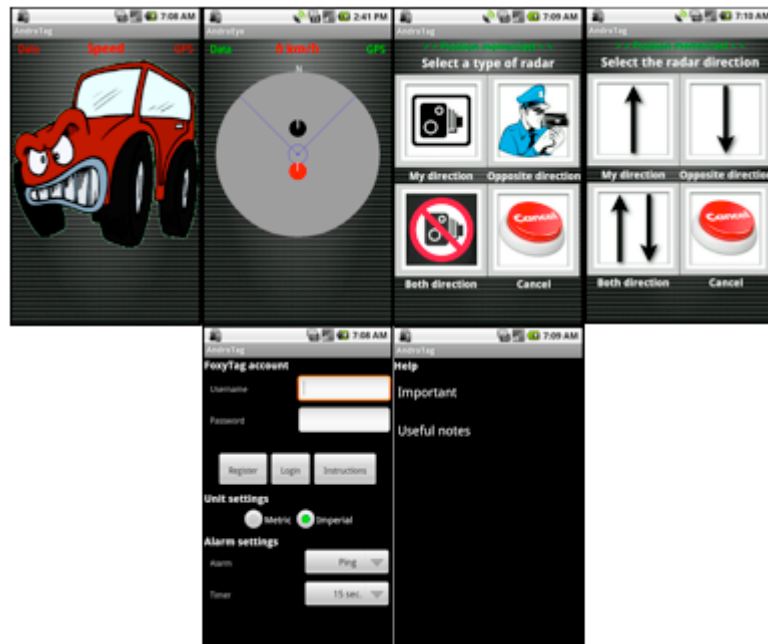 7:08 AM
AndroTag
Data Speed GPS
2:41 PM
Data 0 km/h GPS
N
7:09 AM
AndroTag
Select a type of radar
My direction Opposite direction
Cancel
Both direction Cancel
7:10 AM
AndroTag
Select the radar direction
My direction Opposite direction
Cancel
Both direction Cancel
7:08 AM
AndroTag
FoxyTag account
Username
Password
Register Login Instructions
Unit settings
Metric Imperial
Alarm settings
Alarm Ping
Timer 15 sec.
7:09 AM
AndroTag
Help
Important
Useful notes